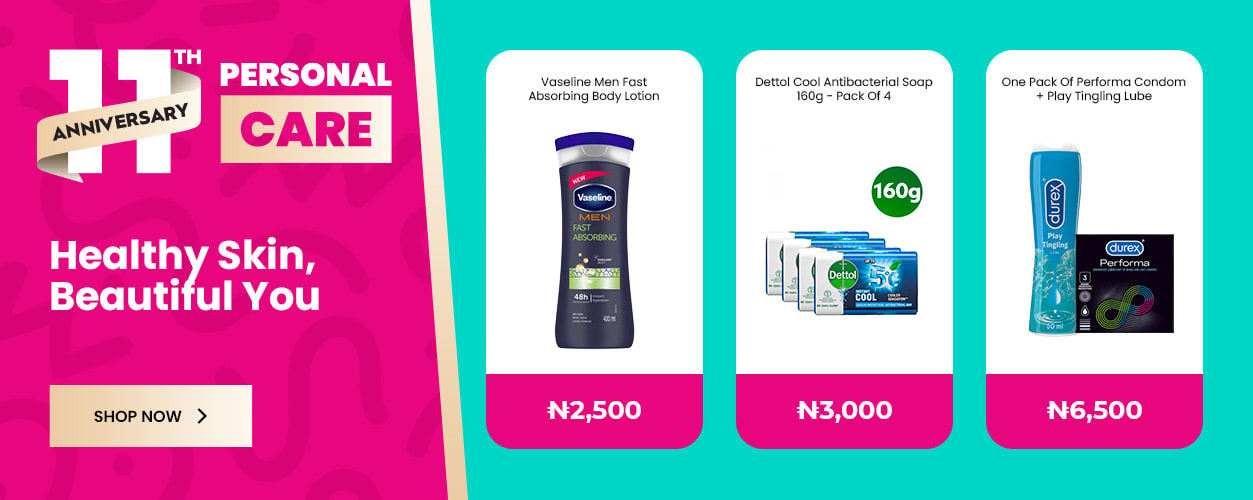 11TH
ANNIVERSARY
PERSONAL
CARE
Healthy Skin,
Beautiful You
SHOP NOW
Vaseline Men Fast
Absorbing Body Lotion
NEW
Vaseline
MEN
FAST
ABSORBING
48h
400 ml
₦2,500
Dettol Cool Antibacterial Soap
160g - Pack Of 4
160g
Dettol
INSTANT
COOL
₦3,000
One Pack Of Performa Condom
+ Play Tingling Lube
durex
Play
Tingling
50 ml
durex
Performa
3
₦6,500